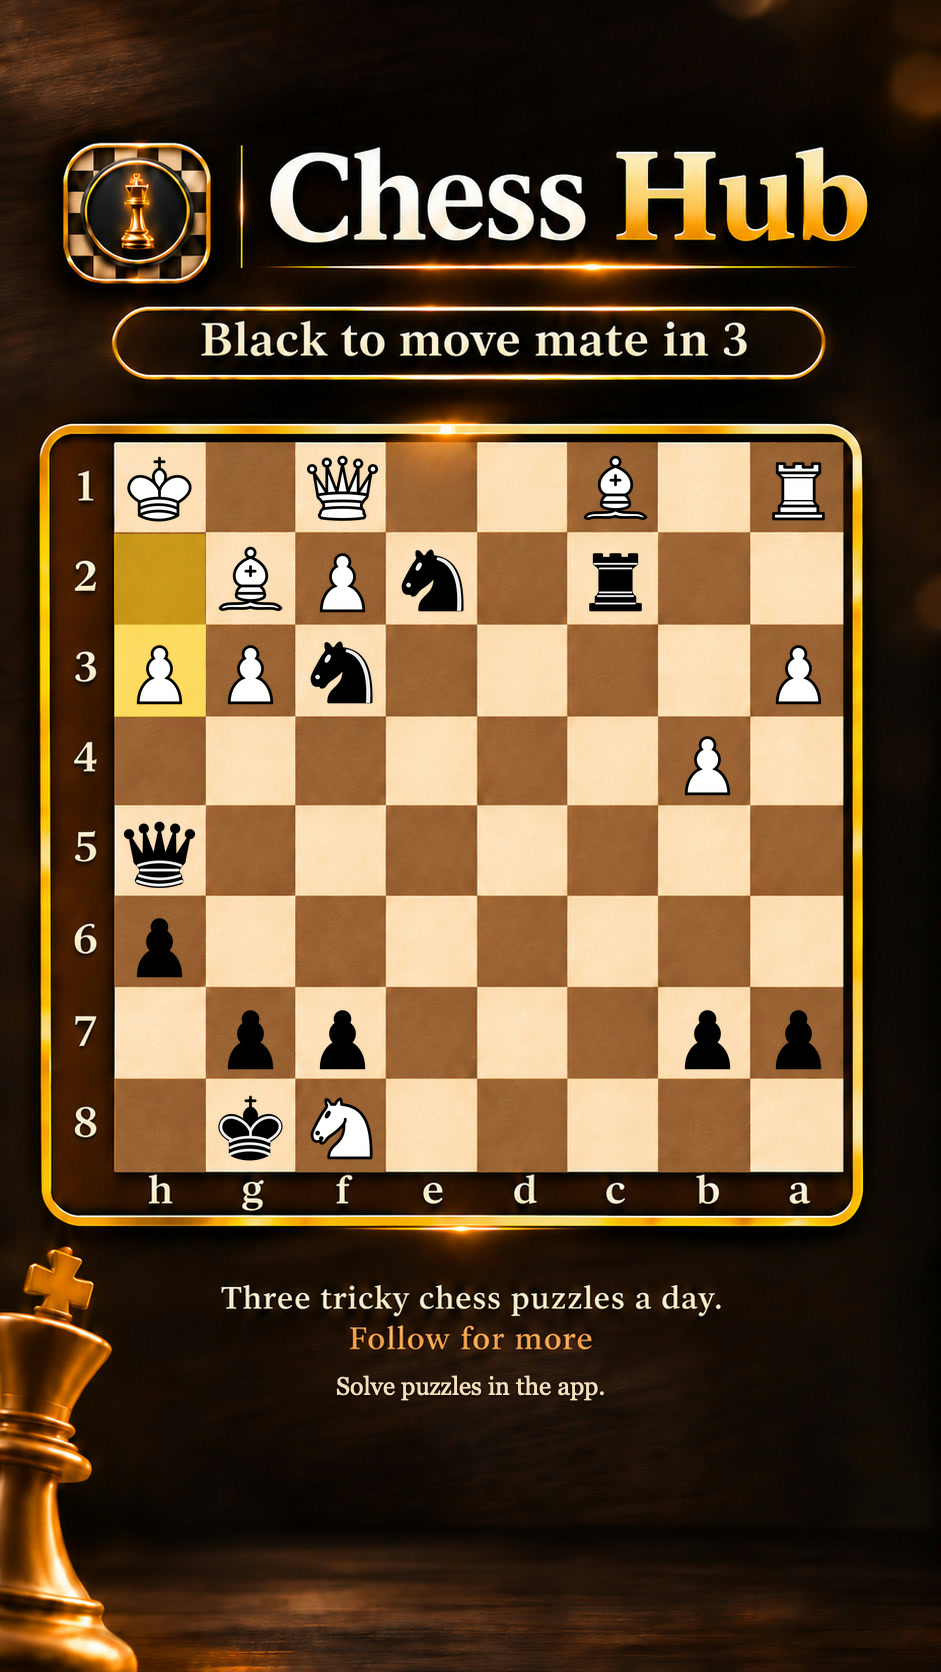 Chess Hub
Black to move mate in 3
1
2
3
4
5
6
7
8
h g f e d c b a
Three tricky chess puzzles a day.
Follow for more
Solve puzzles in the app.